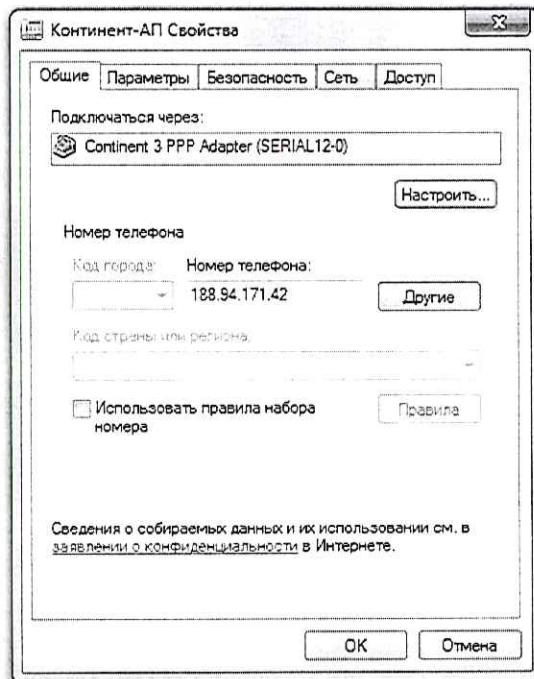 Континент-АП Свойства
Общие Параметры Безопасность Сеть Доступ
Подключаться через:
Continent 3 PPP Adapter (SERIAL12-0)
Настроить...
Номер телефона
Код города: Номер телефона:
188.94.171.42 Другие
Код страны или региона:
Использовать правила набора номера Правила
Сведения о собираемых данных и их использовании см. в
заявлении о конфиденциальности в Интернете.
OK Отмена